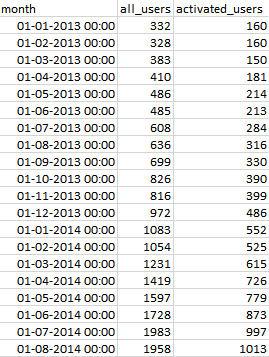 month all_users activated_users
01-01-2013 00:00 332 160
01-02-2013 00:00 328 160
01-03-2013 00:00 383 150
01-04-2013 00:00 410 181
01-05-2013 00:00 486 214
01-06-2013 00:00 485 213
01-07-2013 00:00 608 284
01-08-2013 00:00 636 316
01-09-2013 00:00 699 330
01-10-2013 00:00 826 390
01-11-2013 00:00 816 399
01-12-2013 00:00 972 486
01-01-2014 00:00 1083 552
01-02-2014 00:00 1054 525
01-03-2014 00:00 1231 615
01-04-2014 00:00 1419 726
01-05-2014 00:00 1597 779
01-06-2014 00:00 1728 873
01-07-2014 00:00 1983 997
01-08-2014 00:00 1958 1013